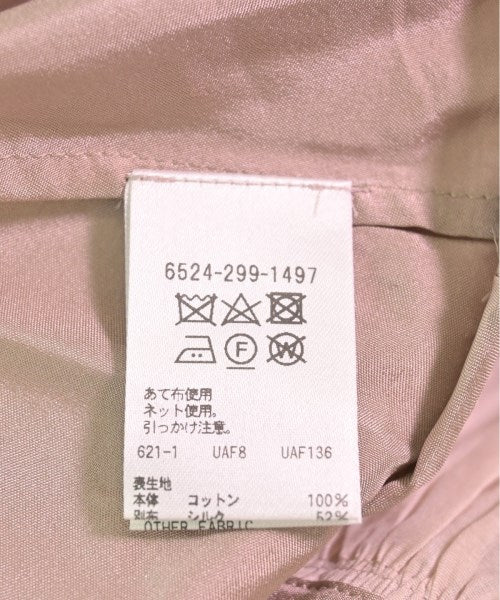 6524-299-1497
F W
あて布使用
ネット使用。
引っかけ注意。
621-1 UAF8 UAF136
表生地
本体 コットン 100%
別布 シルク 52%
OTHER FABRIC